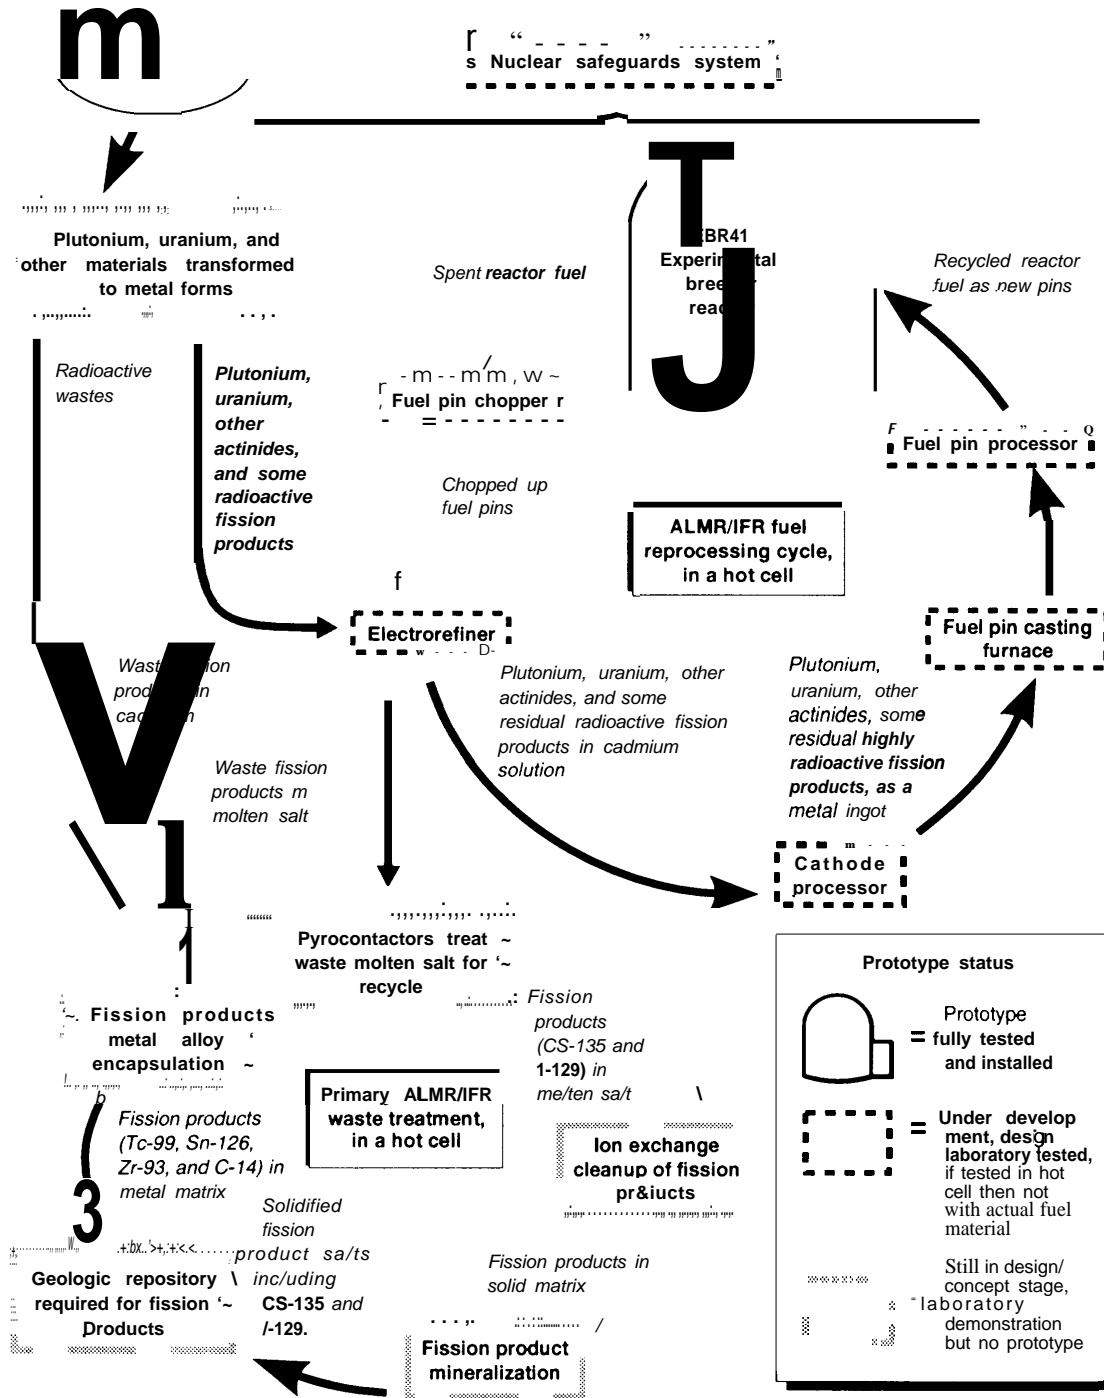 m
Nuclear safeguards system
Plutonium, uranium, and
other materials transformed
to metal forms
Spent reactor fuel
EBR41
Recycled reactor
fuel as new pins
Radioactive
wastes
Plutonium,
uranium,
other
actinides,
and some
radioactive
fission
products
Fuel pin chopper
Chopped up
fuel pins
T
J
Fuel pin processor
ALMR/IFR fuel
reprocessing cycle,
in a hot cell
f
Electrorefiner
Fuel pin casting
furnace
Plutonium, uranium, other
actinides, and some
residual radioactive fission
products in cadmium
solution
Plutonium,
uranium, other
actinides, some
residual highly
radioactive fission
products, as a
metal ingot
V
Waste fission
products m
molten salt
l
Cathode
processor
Pyrocontactors treat
waste molten salt for
recycle
Fission products
metal alloy
encapsulation
Fission
products
(CS-135 and
1-129) in
me/ten sa/t
Primary ALMR/IFR
waste treatment,
in a hot cell
Fission products
(Tc-99, Sn-126,
Zr-93, and C-14) in
metal matrix
3
Ion exchange
cleanup of fission
pr&iucts
Solidified
fission
product sa/ts
inc/uding
CS-135 and
/-129.
Geologic repository
required for fission
Droducts
Fission products in
solid matrix
Fission product
mineralization
Prototype status
= Prototype
fully tested
and installed
= Under develop
ment, design
laboratory tested,
if tested in hot
cell then not
with actual fuel
material
Still in design/
concept stage,
laboratory
demonstration
but no prototype